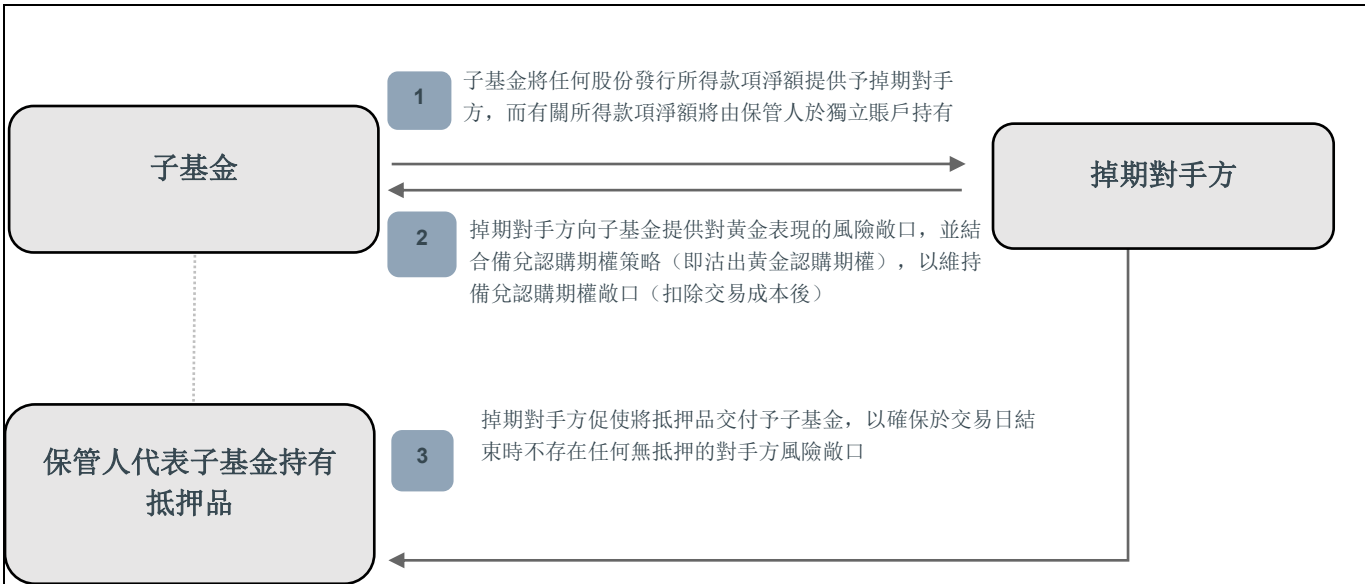 1
子基金將任何股份發行所得款項淨額提供予掉期對手
方，而有關所得款項淨額將由保管人於獨立賬戶持有
子基金
掉期對手方
2
掉期對手方向子基金提供對黃金表現的風險敞口，並結
合備兌認購期權策略（即沽出黃金認購期權），以維持
備兌認購期權敞口（扣除交易成本後）
保管人代表子基金持有
抵押品
3
掉期對手方促使將抵押品交付予子基金，以確保於交易日結
束時不存在任何無抵押的對手方風險敞口